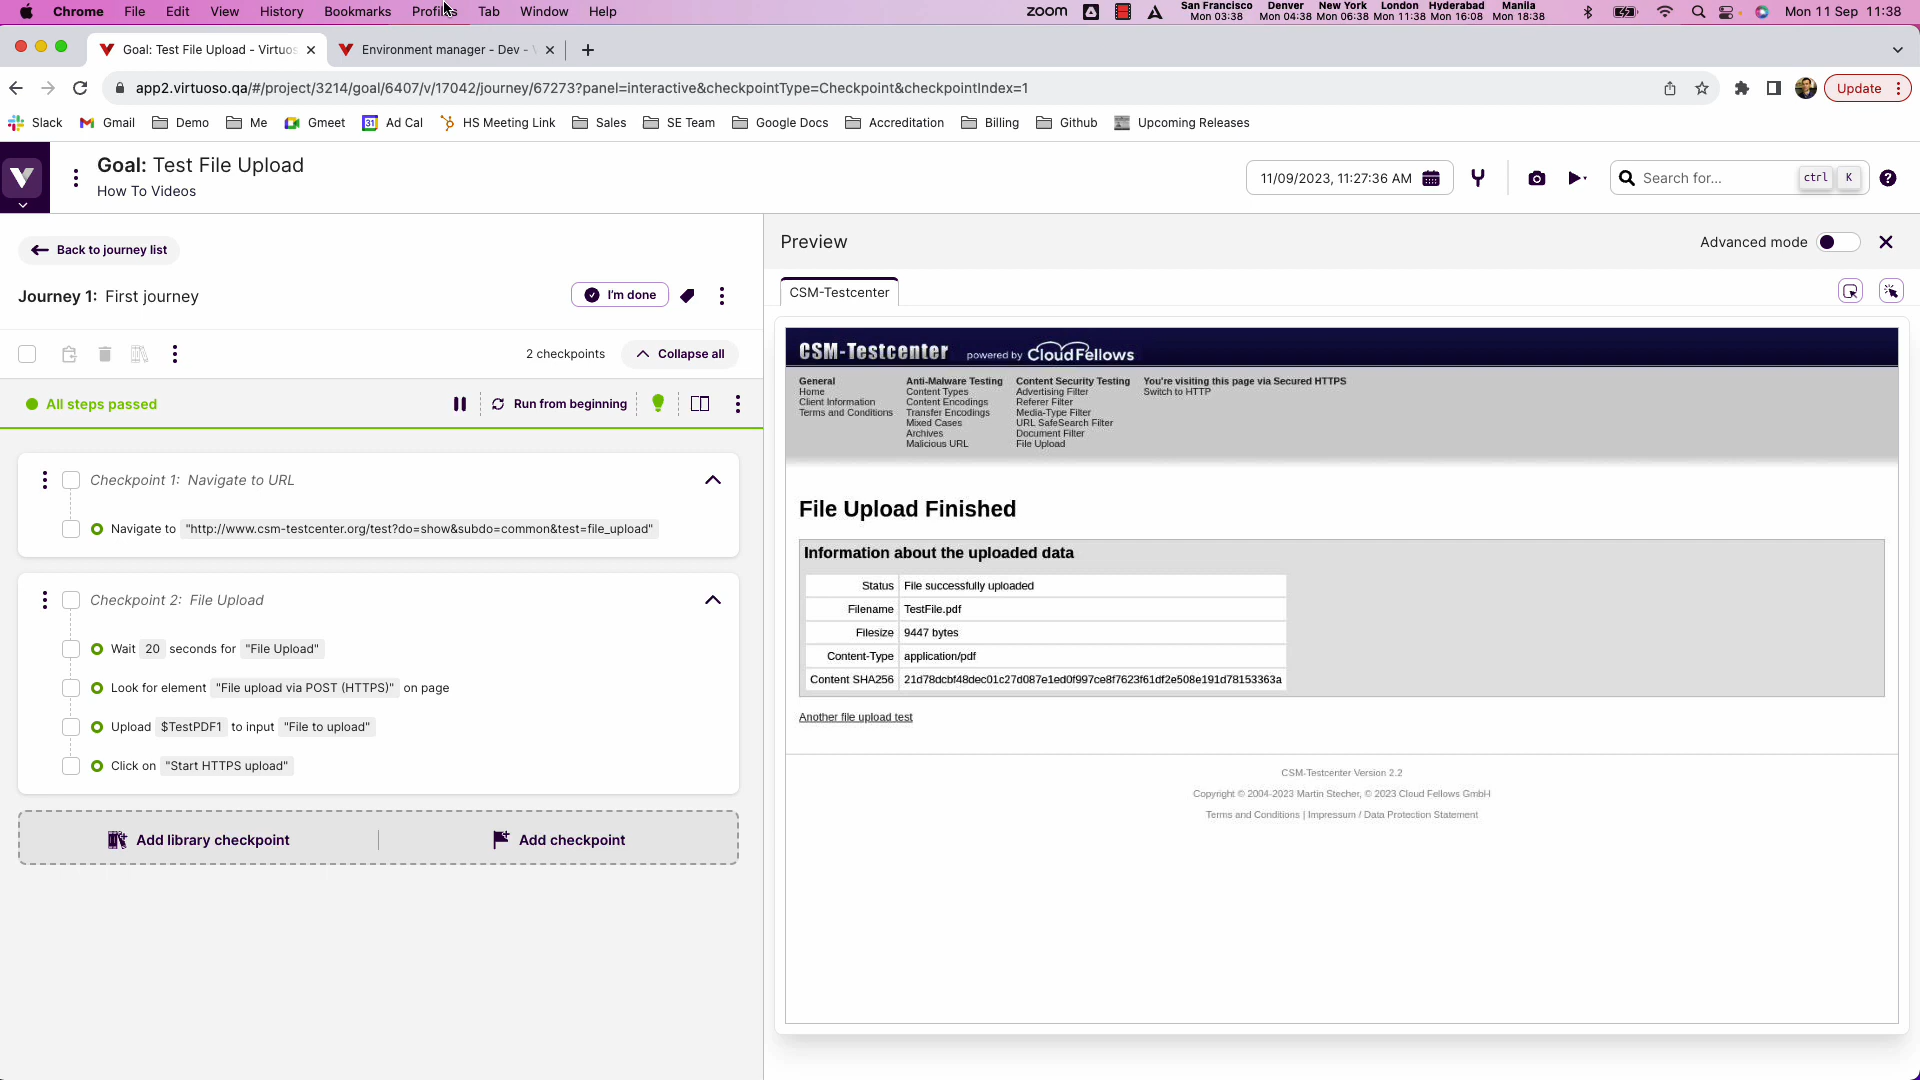 Chrome File Edit View History Bookmarks Profiles Tab Window Help
zoom San Francisco Denver New York London Hyderabad Manila
Mon 03:38 Mon 04:38 Mon 06:38 Mon 11:38 Mon 16:08 Mon 18:38
Mon 11 Sep 11:38
Goal: Test File Upload - Virtuos
Environment manager - Dev -
app2.virtuoso.qa/#/project/3214/goal/6407/v/17042/journey/67273?panel=interactive&checkpointType=Checkpoint&checkpointIndex=1
Update
Slack Gmail Demo Me Gmeet Ad Cal HS Meeting Link Sales SE Team Google Docs Accreditation Billing Github Upcoming Releases
Goal: Test File Upload
How To Videos
11/09/2023, 11:27:36 AM
Search for... ctrl K
Back to journey list
Journey 1: First journey
I'm done
2 checkpoints
Collapse all
All steps passed
Run from beginning
Checkpoint 1: Navigate to URL
Navigate to "http://www.csm-testcenter.org/test?do=show&subdo=common&test=file_upload"
Checkpoint 2: File Upload
Wait 20 seconds for "File Upload"
Look for element "File upload via POST (HTTPS)" on page
Upload $TestPDF1 to input "File to upload"
Click on "Start HTTPS upload"
Add library checkpoint
Add checkpoint
Preview
Advanced mode
CSM-Testcenter
CSM-Testcenter powered by CloudFellows
General
Home
Client Information
Terms and Conditions
Anti-Malware Testing
Content Types
Content Encodings
Transfer Encodings
Mixed Cases
Archives
Malicious URL
Content Security Testing
Advertising Filter
Referer Filter
Media-Type Filter
URL SafeSearch Filter
Document Filter
File Upload
You're visiting this page via Secured HTTPS
Switch to HTTP
File Upload Finished
Information about the uploaded data
Status File successfully uploaded
Filename TestFile.pdf
Filesize 9447 bytes
Content-Type application/pdf
Content SHA256 21d78dcbf48dec01c27d087e1ed0f997ce8f7623f61df2e508e191d78153363a
Another file upload test
CSM-Testcenter Version 2.2
Copyright © 2004-2023 Martin Stecher, © 2023 Cloud Fellows GmbH
Terms and Conditions | Impressum / Data Protection Statement